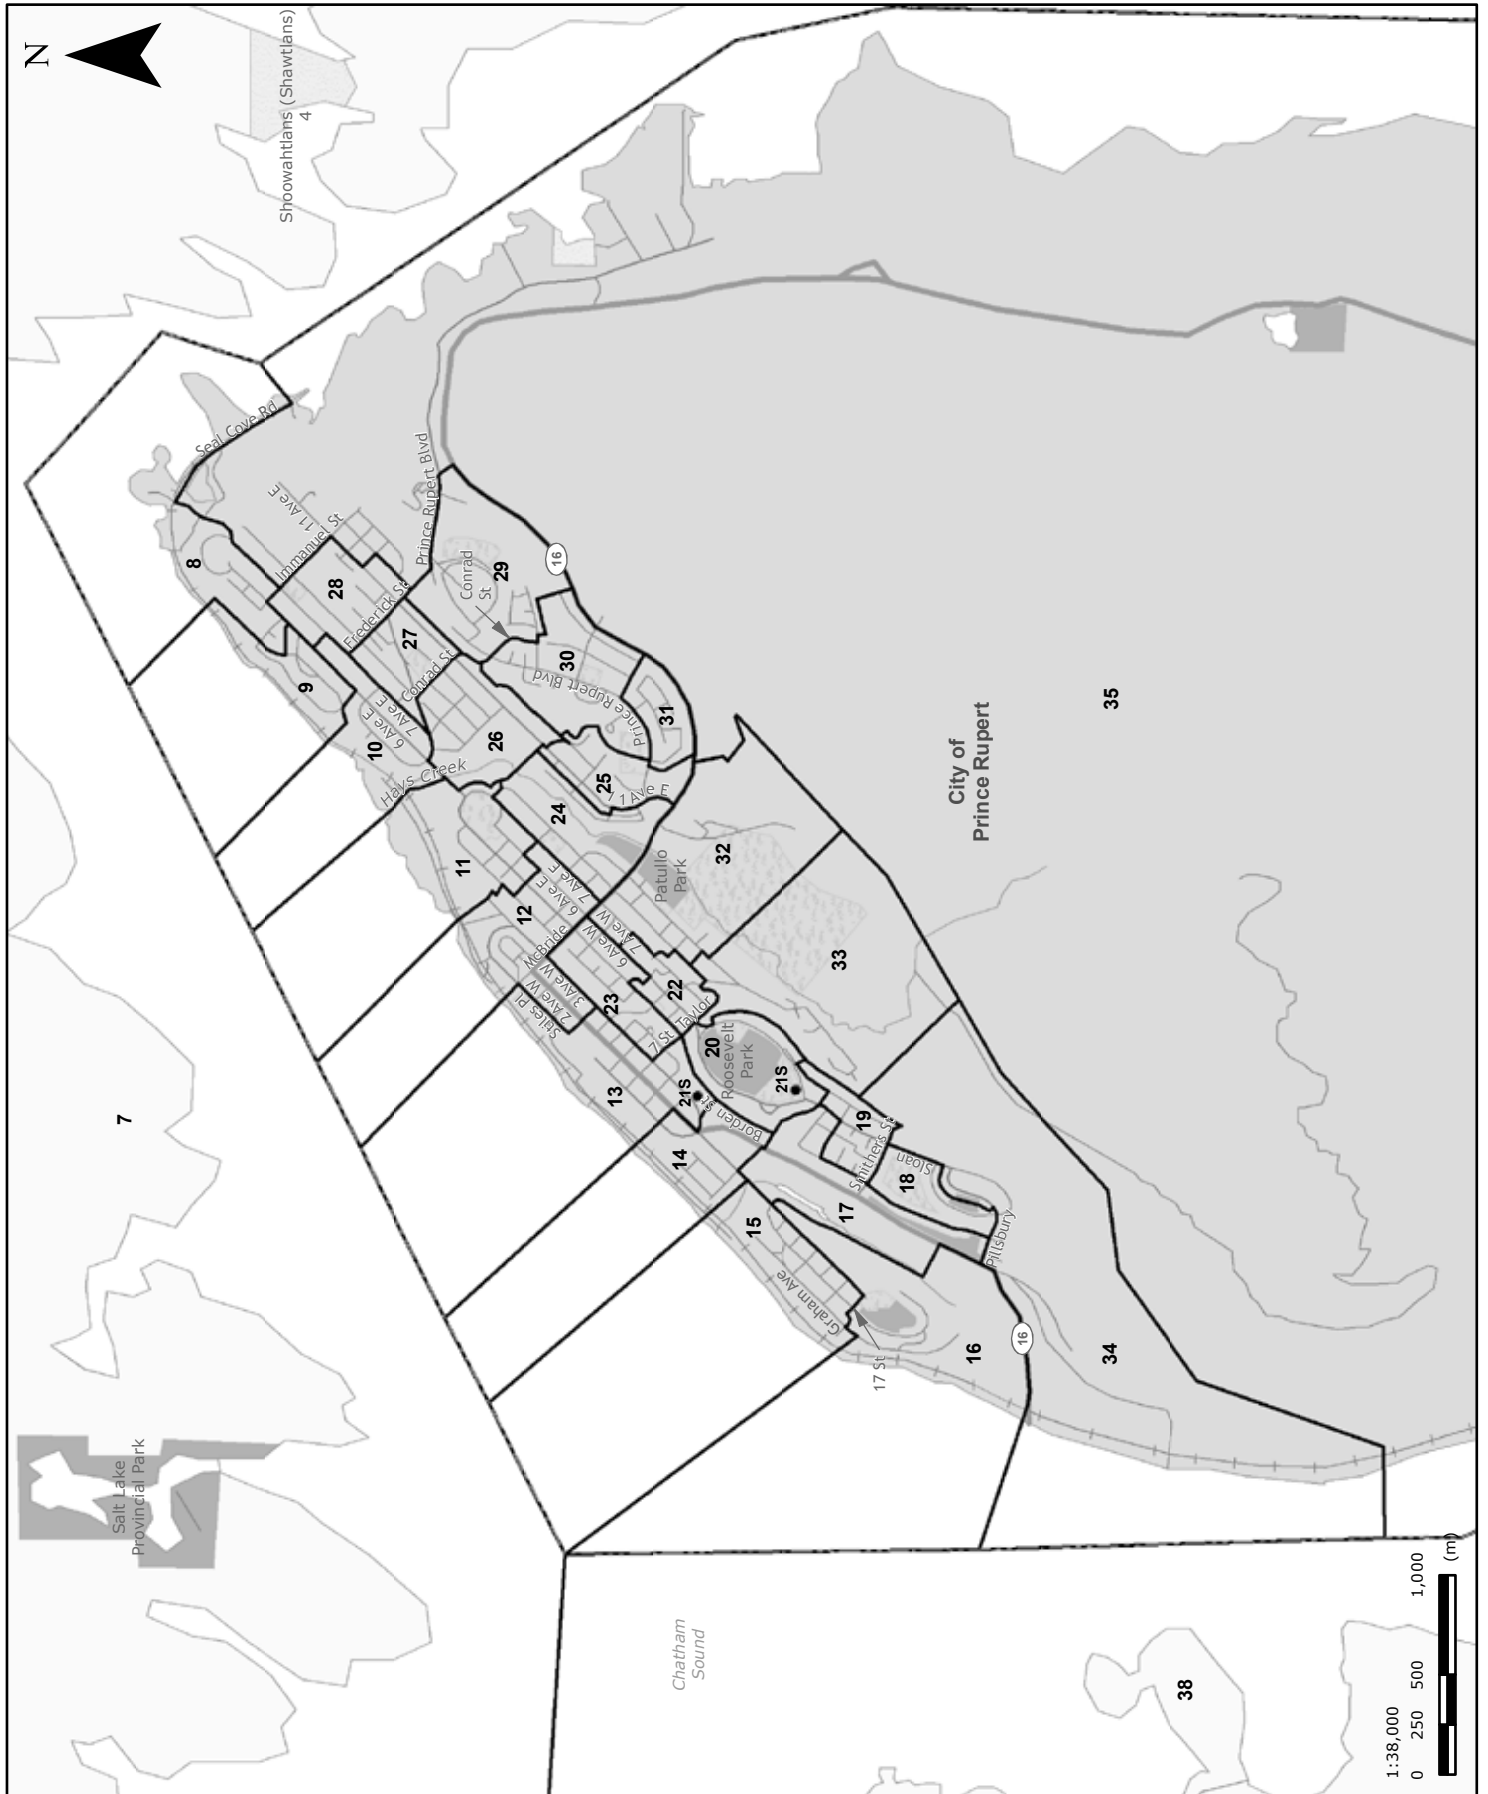 N
Shoowahtlans (Shawtlans)
4
Salt Lake
Provincial Park
7
Seal Cove Rd
11 Ave E
Immanuel St
Prince Rupert Blvd
8
28
Frederick St
27
Conrad
St
29
16
9
6 Ave E
7 Ave E
Conrad St
10
Hays Creek
26
30
Prince Rupert Blvd
31
25
11 Ave E
24
11
12
6 Ave E
7 Ave E
Patullo
Park
32
McBride
6 Ave W
7 Ave W
2 Ave W
3 Ave W
Stiles Pl
23
22
33
7 St
Taylor
20
Roosevelt
Park
13
21S
21S
Borden St
14
19
Smithers St
Sloan
18
17
15
Graham Ave
Pillsbury
17 St
16
16
34
City of
Prince Rupert
35
Chatham
Sound
38
1:38,000
0 250 500 1,000
(m)